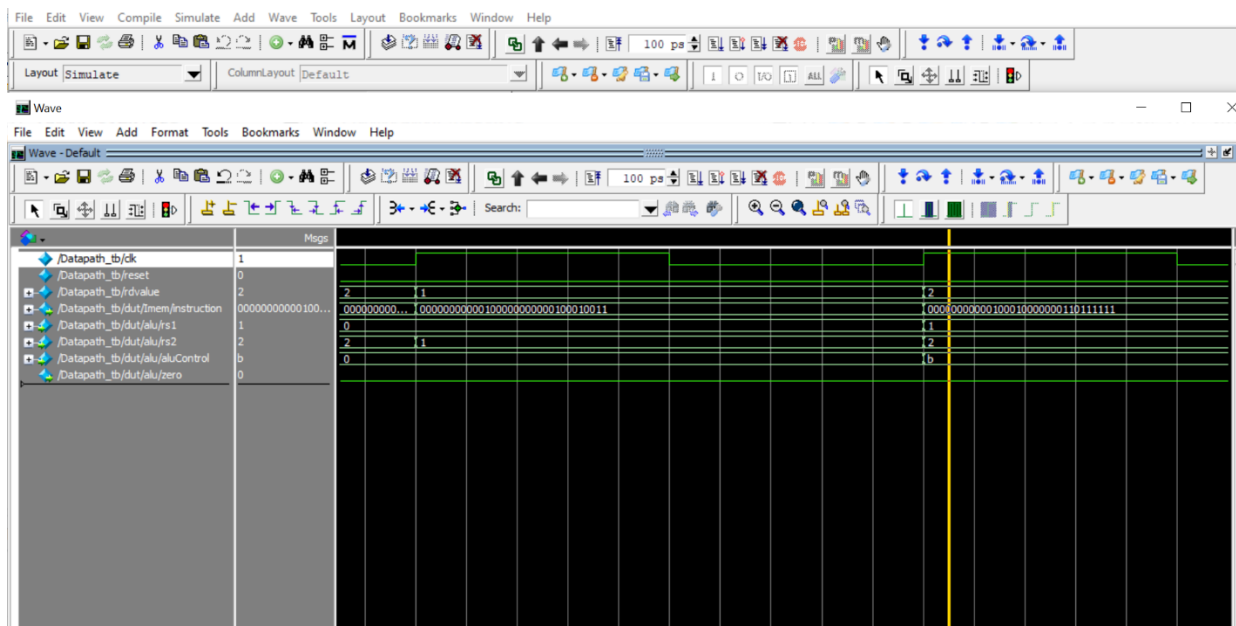 File Edit View Compile Simulate Add Wave Tools Layout Bookmarks Window Help
100 ps
Layout Simulate ColumnLayout Default
ALL
Wave
File Edit View Add Format Tools Bookmarks Window Help
Wave - Default
100 ps
Search:
Msgs
/Datapath_tb/clk 1
/Datapath_tb/reset 0
/Datapath_tb/rdvalue 2 2 1 2
/Datapath_tb/dut/Imem/instruction 00000000000100... 000000000... 00000000000100000000000100010011
/Datapath_tb/dut/alu/rs1 1 0 1
/Datapath_tb/dut/alu/rs2 2 2 1 2
/Datapath_tb/dut/alu/aluControl b 0 b
/Datapath_tb/dut/alu/zero 0